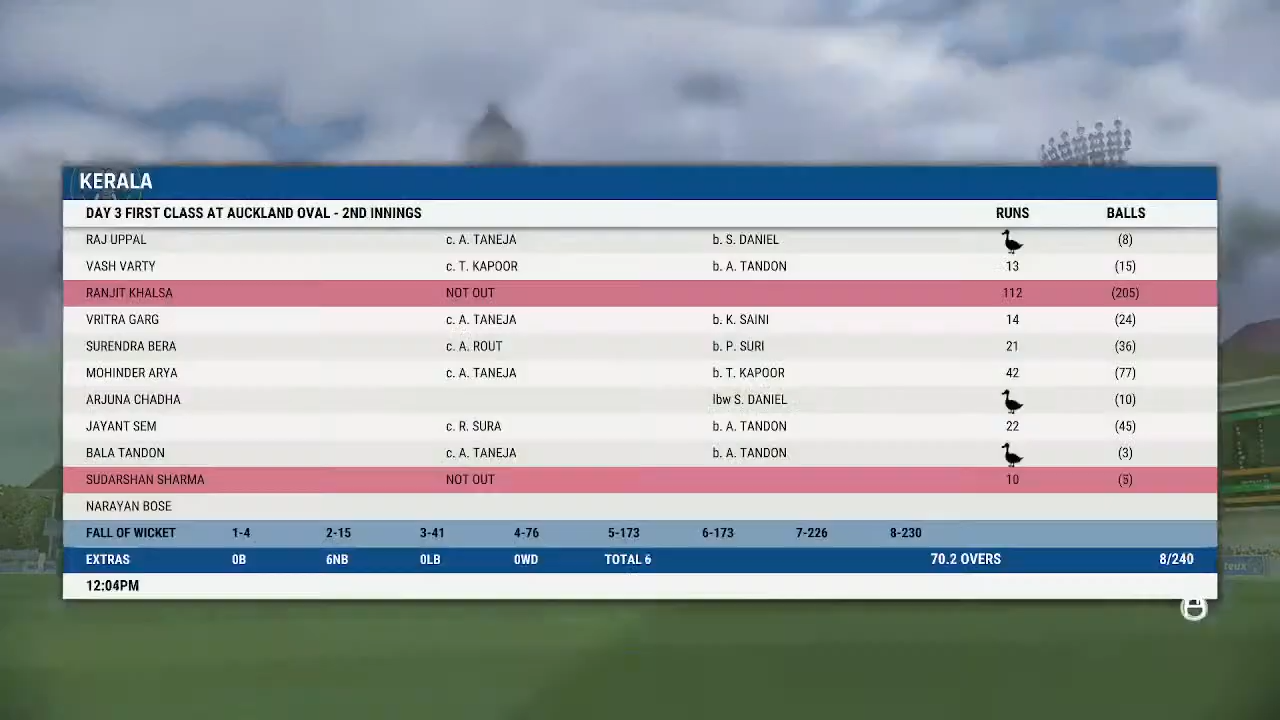 KERALA
DAY 3 FIRST CLASS AT AUCKLAND OVAL - 2ND INNINGS RUNS BALLS
RAJ UPPAL c. A. TANEJA b. S. DANIEL (8)
VASH VARTY c. T. KAPOOR b. A. TANDON 13 (15)
RANJIT KHALSA NOT OUT 112 (205)
VRITRA GARG c. A. TANEJA b. K. SAINI 14 (24)
SURENDRA BERA c. A. ROUT b. P. SURI 21 (36)
MOHINDER ARYA c. A. TANEJA b. T. KAPOOR 42 (77)
ARJUNA CHADHA lbw S. DANIEL (10)
JAYANT SEM c. R. SURA b. A. TANDON 22 (45)
BALA TANDON c. A. TANEJA b. A. TANDON (3)
SUDARSHAN SHARMA NOT OUT 10 (5)
NARAYAN BOSE
FALL OF WICKET 1-4 2-15 3-41 4-76 5-173 6-173 7-226 8-230
EXTRAS 0B 6NB 0LB 0WD TOTAL 6 70.2 OVERS 8/240
12:04PM